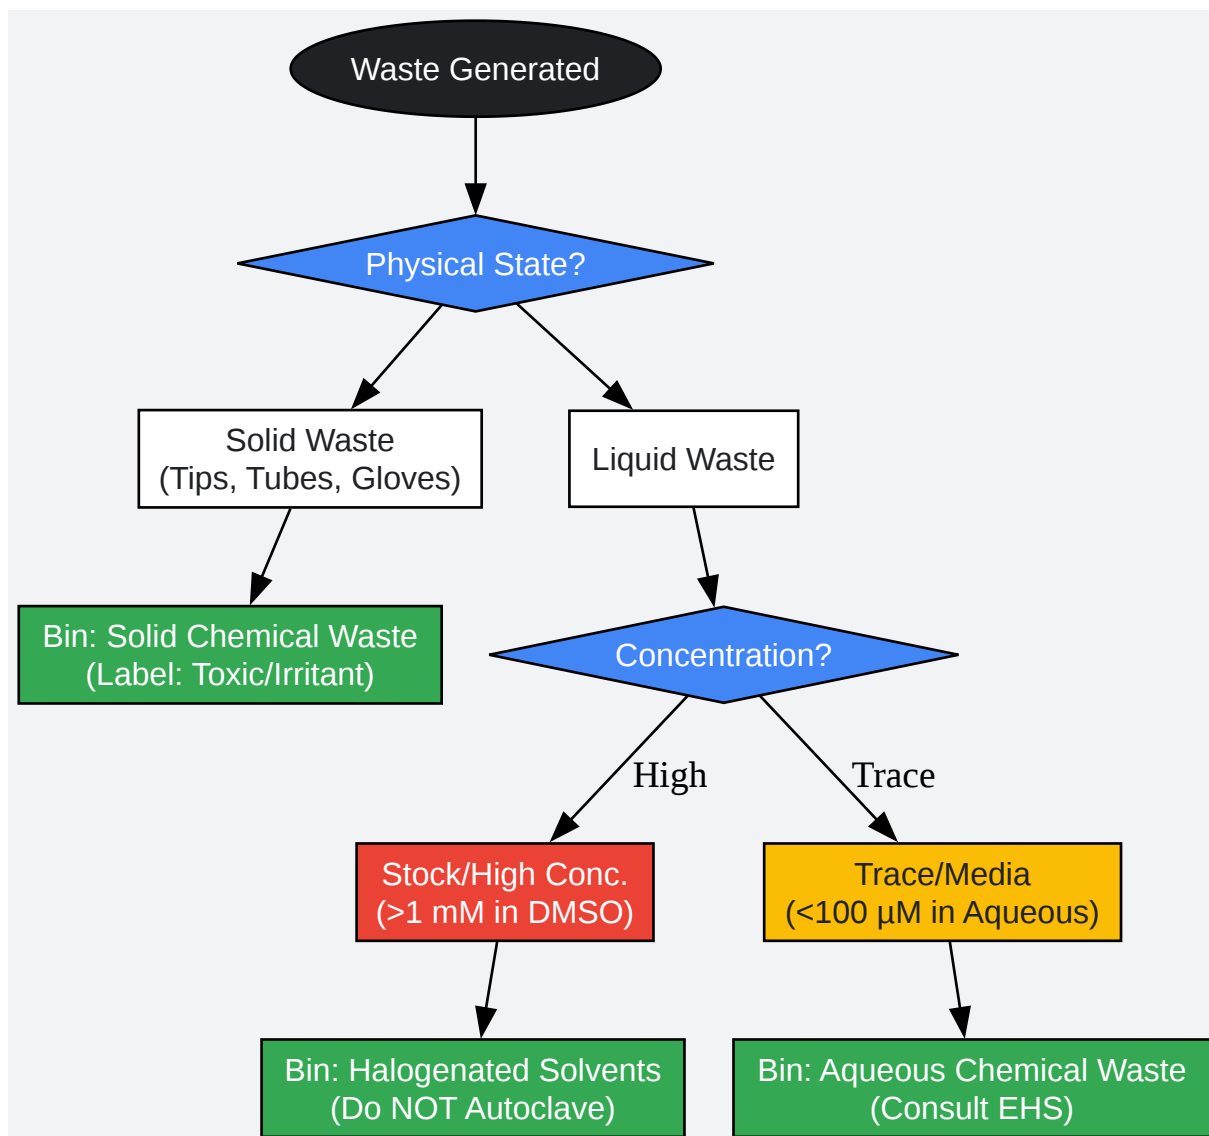 Waste Generated
Physical State?
Solid Waste
(Tips, Tubes, Gloves)
Liquid Waste
Bin: Solid Chemical Waste
(Label: Toxic/Irritant)
Concentration?
High
Trace
Stock/High Conc.
(>1 mM in DMSO)
Trace/Media
(<100 µM in Aqueous)
Bin: Halogenated Solvents
(Do NOT Autoclave)
Bin: Aqueous Chemical Waste
(Consult EHS)